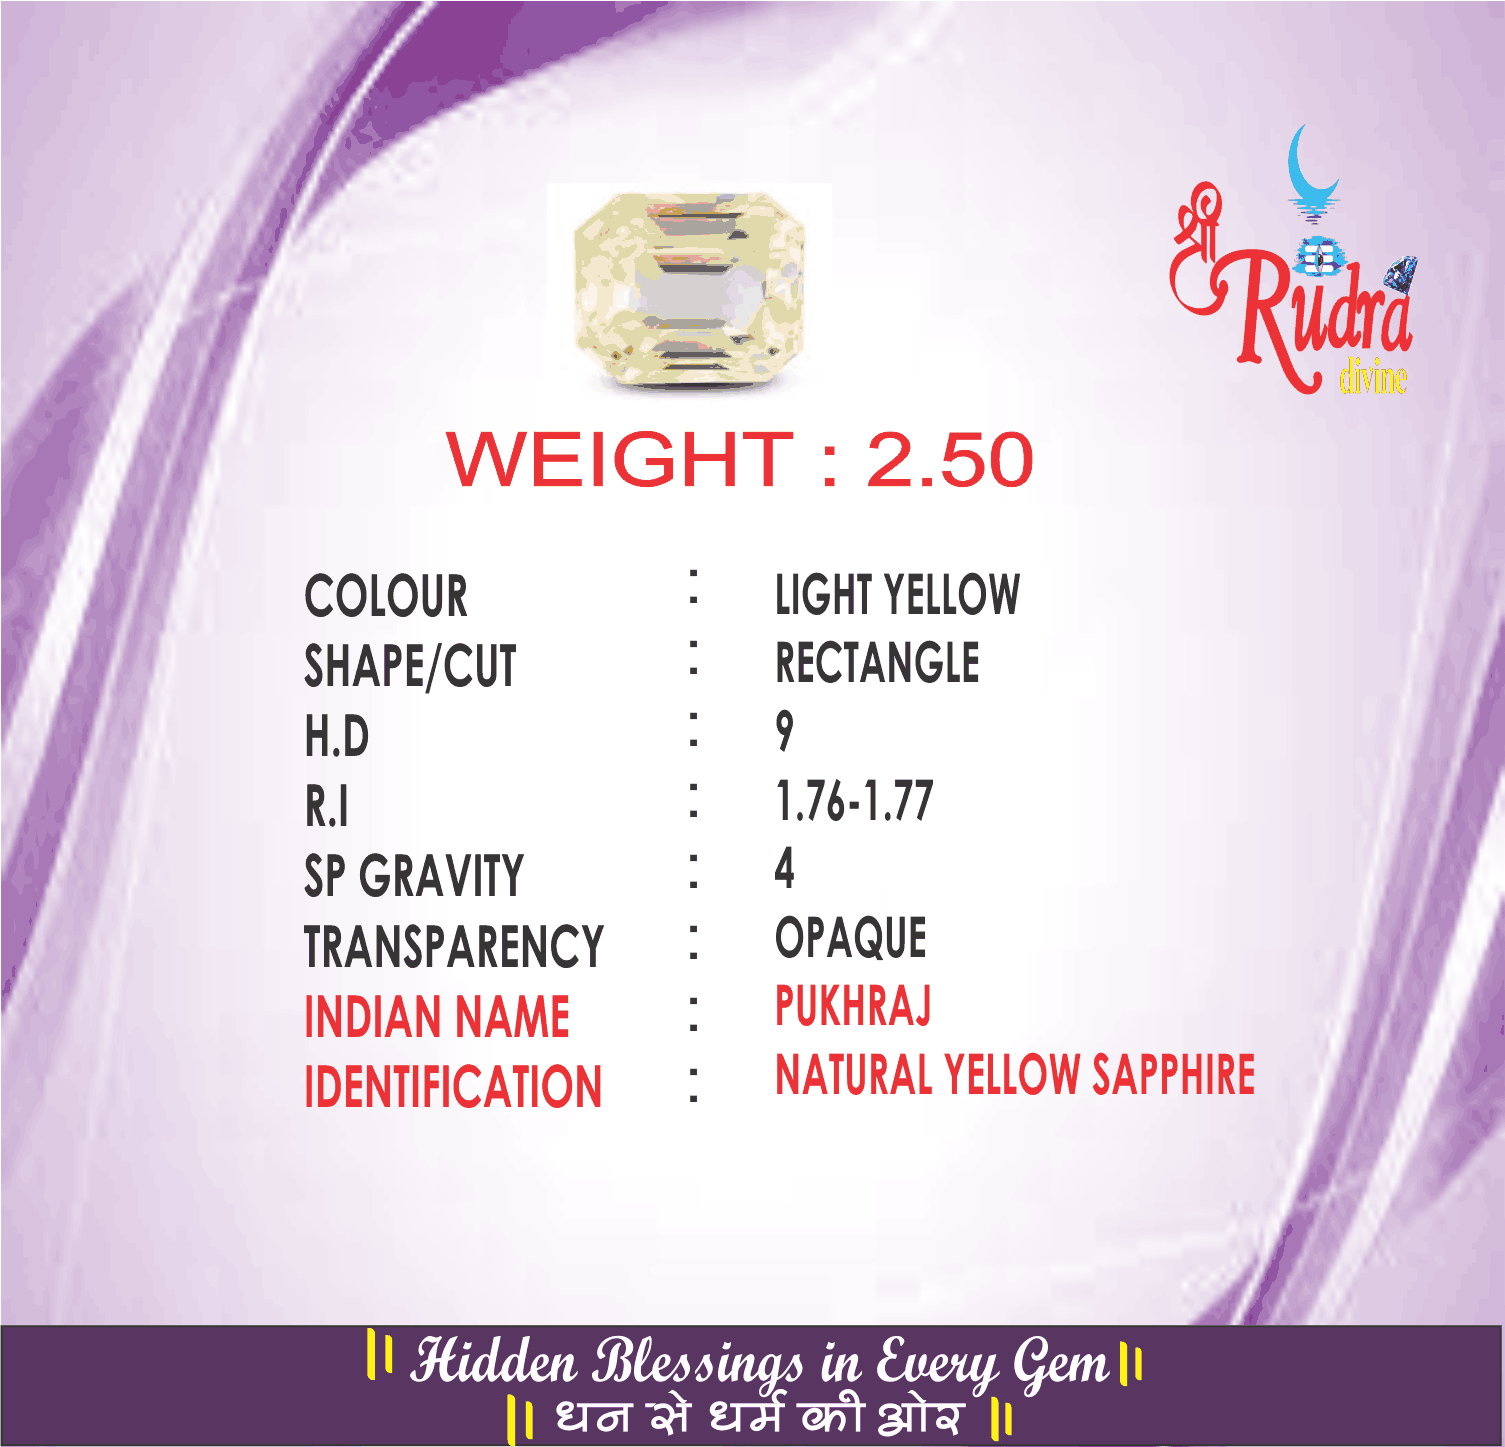 श्री Rudra
divine
WEIGHT : 2.50
COLOUR : LIGHT YELLOW
SHAPE/CUT : RECTANGLE
H.D : 9
R.I : 1.76-1.77
SP GRAVITY : 4
TRANSPARENCY : OPAQUE
INDIAN NAME : PUKHRAJ
IDENTIFICATION : NATURAL YELLOW SAPPHIRE
॥ Hidden Blessings in Every Gem ॥
॥ धन से धर्म की ओर ॥